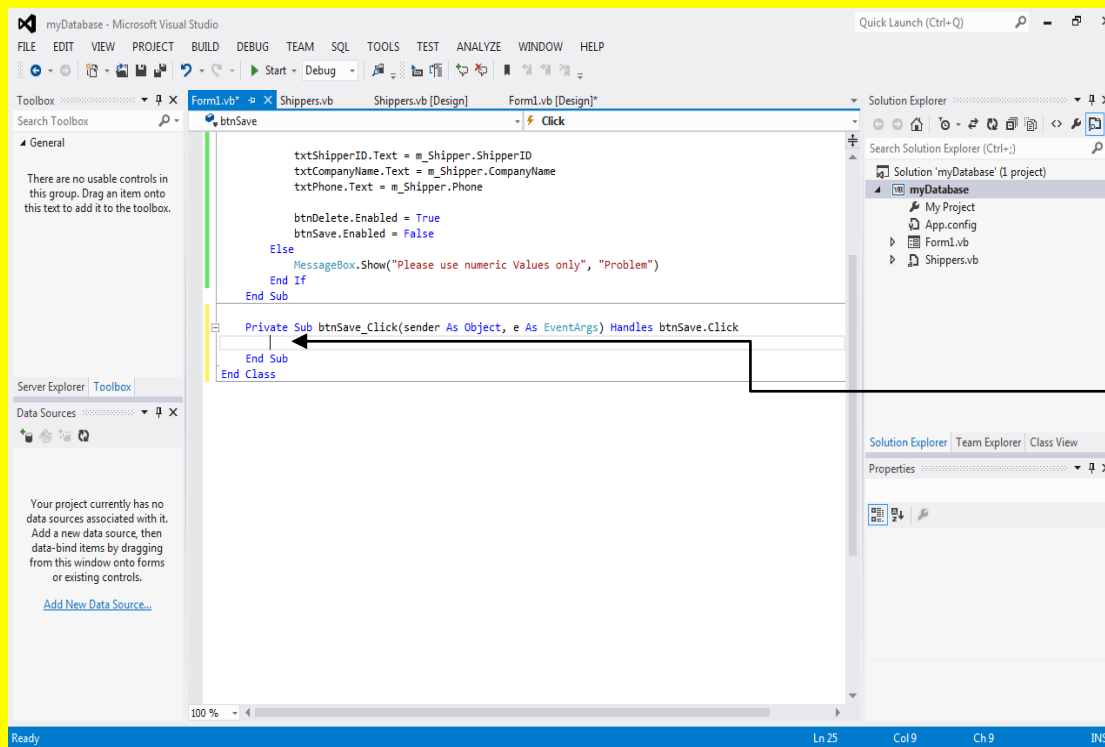 myDatabase - Microsoft Visual Studio
Quick Launch (Ctrl+Q)
FILE EDIT VIEW PROJECT BUILD DEBUG TEAM SQL TOOLS TEST ANALYZE WINDOW HELP
Start Debug
Toolbox
Search Toolbox
General
There are no usable controls in
this group. Drag an item onto
this text to add it to the toolbox.
Server Explorer Toolbox
Data Sources
Your project currently has no
data sources associated with it.
Add a new data source, then
data-bind items by dragging
from this window onto forms
or existing controls.
Add New Data Source...
Form1.vb* Shippers.vb Shippers.vb [Design] Form1.vb [Design]*
btnSave Click
txtShipperID.Text = m_Shipper.ShipperID
txtCompanyName.Text = m_Shipper.CompanyName
txtPhone.Text = m_Shipper.Phone
btnDelete.Enabled = True
btnSave.Enabled = False
Else
MessageBox.Show("Please use numeric Values only", "Problem")
End If
End Sub
Private Sub btnSave_Click(sender As Object, e As EventArgs) Handles btnSave.Click
End Sub
End Class
100 %
Solution Explorer
Search Solution Explorer (Ctrl+;)
Solution 'myDatabase' (1 project)
VB myDatabase
My Project
App.config
Form1.vb
Shippers.vb
Solution Explorer Team Explorer Class View
Properties
Ready Ln 25 Col 9 Ch 9 INS